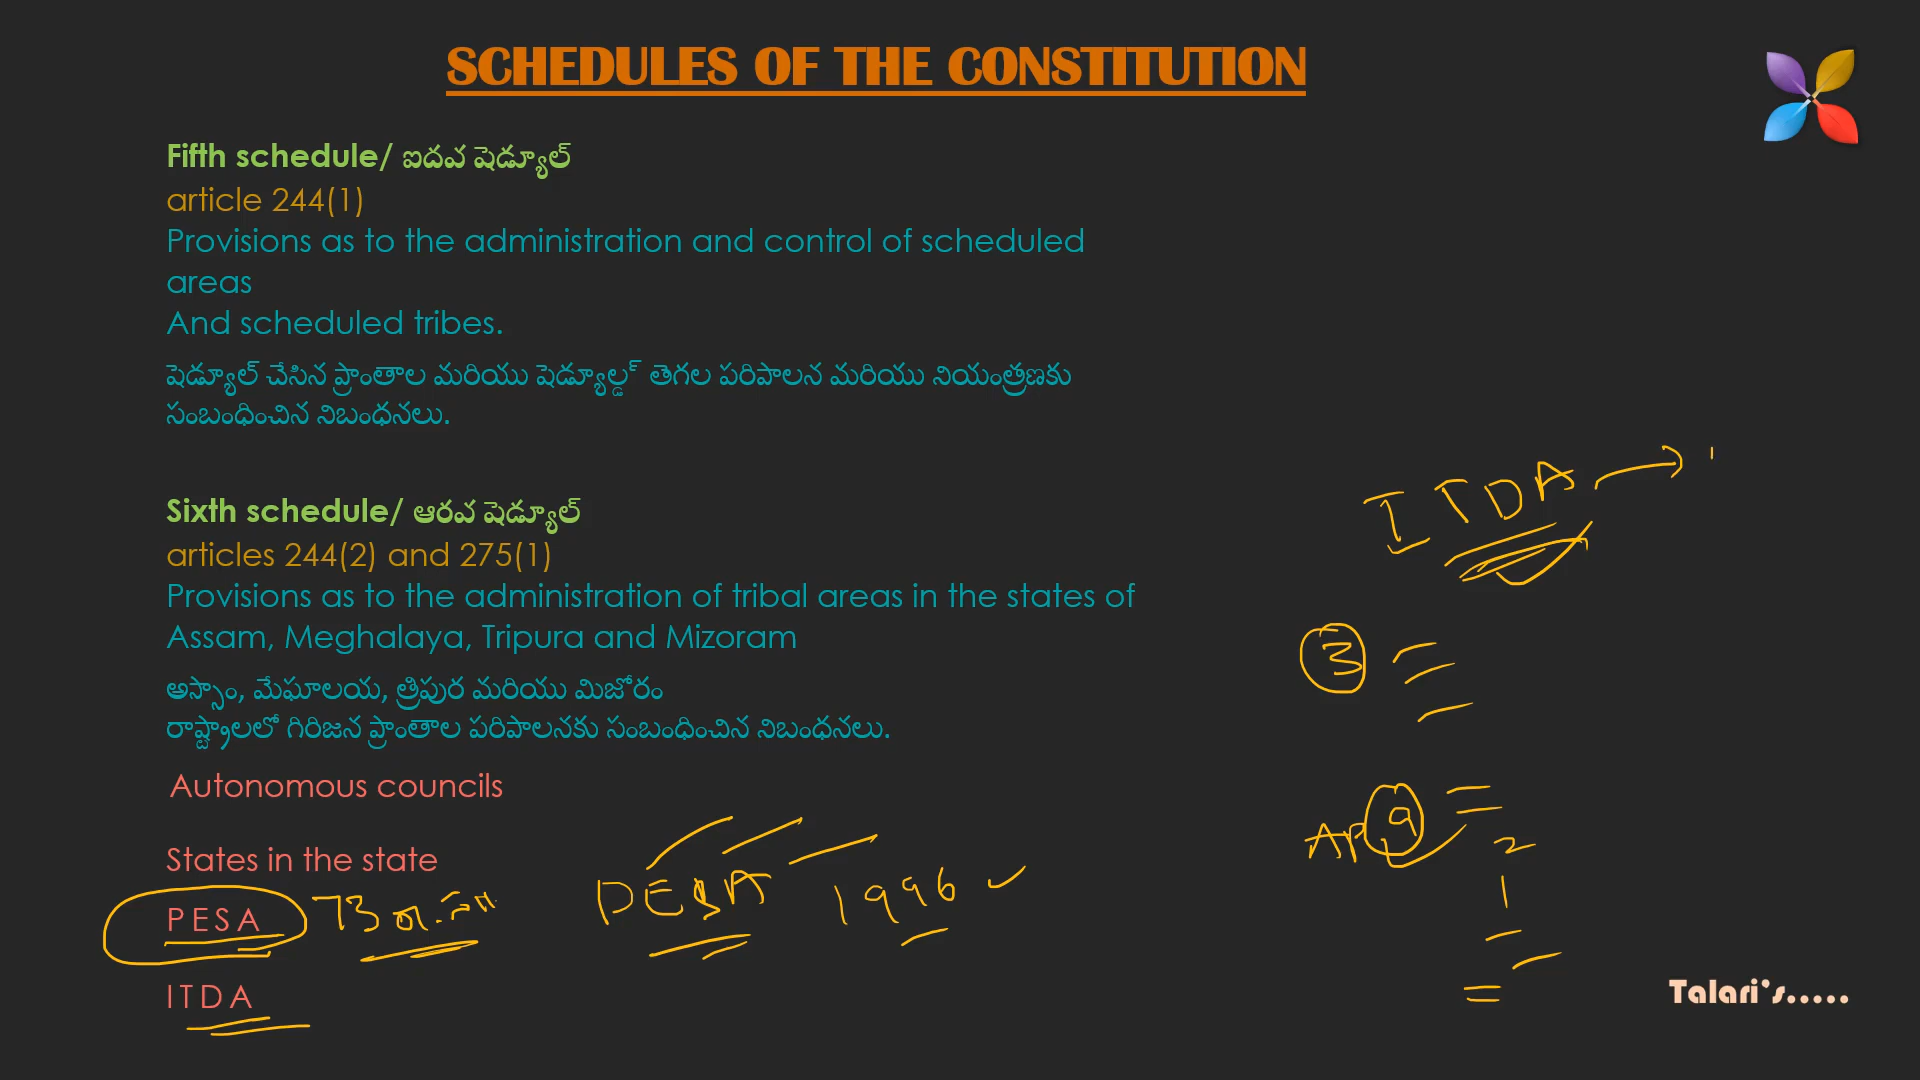 SCHEDULES OF THE CONSTITUTION
Fifth schedule/ ఐదవ షెడ్యూల్
article 244(1)
Provisions as to the administration and control of scheduled
areas
And scheduled tribes.
షెడ్యూల్ చేసిన ప్రాంతాల మరియు షెడ్యూల్డ్ తెగల పరిపాలన మరియు నియంత్రణకు
సంబంధించిన నిబంధనలు.
Sixth schedule/ ఆరవ షెడ్యూల్
articles 244(2) and 275(1)
Provisions as to the administration of tribal areas in the states of
Assam, Meghalaya, Tripura and Mizoram
అస్సాం, మేఘాలయ, త్రిపుర మరియు మిజోరం
రాష్ట్రాలలో గిరిజన ప్రాంతాల పరిపాలనకు సంబంధించిన నిబంధనలు.
Autonomous councils
States in the state
PESA 73
PESA 1996
ITDA
ITDA
3
AP 9
2
1
Talari's.....